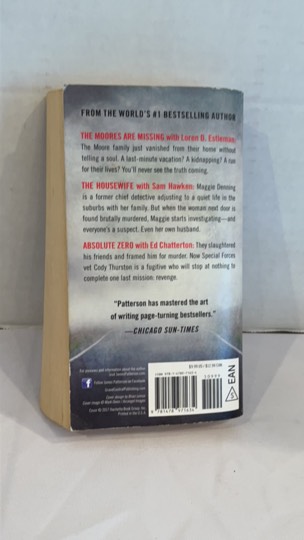 FROM THE WORLD'S #1 BESTSELLING AUTHOR
THE MOORES ARE MISSING with Loren D. Estleman:
The Moore family just vanished from their home without
telling a soul. A last-minute vacation? A kidnapping? A run
for their lives? You'll never see the truth coming.
THE HOUSEWIFE with Sam Hawken: Maggie Denning
is a former chief detective adjusting to a quiet life in the
suburbs with her family. But when the woman next door is
found brutally murdered, Maggie starts investigating—and
everyone's a suspect. Even her own husband.
ABSOLUTE ZERO with Ed Chatterton: They slaughtered
his friends and framed him for murder. Now Special Forces
vet Cody Thurston is a fugitive who will stop at nothing to
complete one last mission: revenge.
"Patterson has mastered the art
of writing page-turning bestsellers."
—CHICAGO SUN-TIMES
EAN